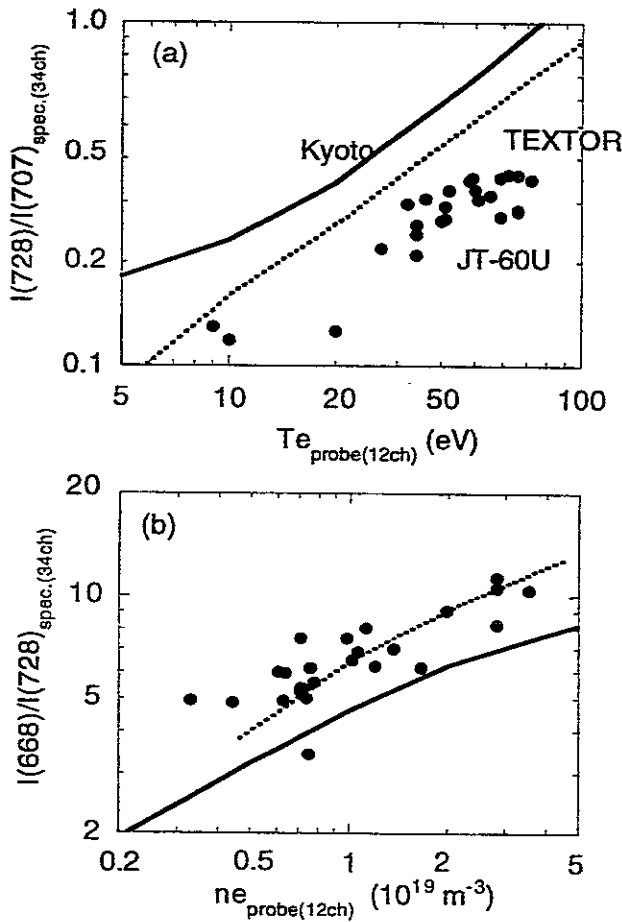 (a)
I(728)/I(707)spec.(34ch)
1.0
0.5
0.2
0.1
Kyoto
TEXTOR
JT-60U
5 10 20 50 100
Teprobe(12ch) (eV)
(b)
I(668)/I(728)spec.(34ch)
20
10
5
2
0.2 0.5 1 2 5
neprobe(12ch) (10^19 m^-3)